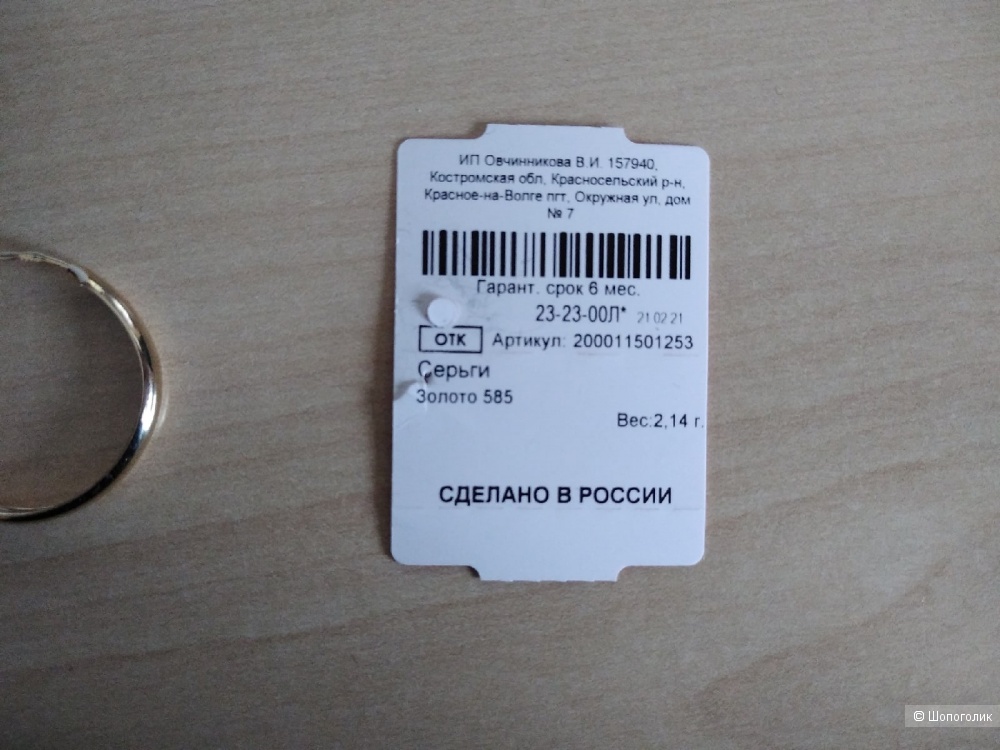 ИП Овчинникова В.И. 157940,
Костромская обл, Красносельский р-н,
Красное-на-Волге пгт, Окружная ул, дом
№ 7
Гарант. срок 6 мес.
23-23-00Л* 21.02.21
ОТК Артикул: 200011501253
Серьги
Золото 585
Вес:2,14 г.
СДЕЛАНО В РОССИИ
© Шопоголик